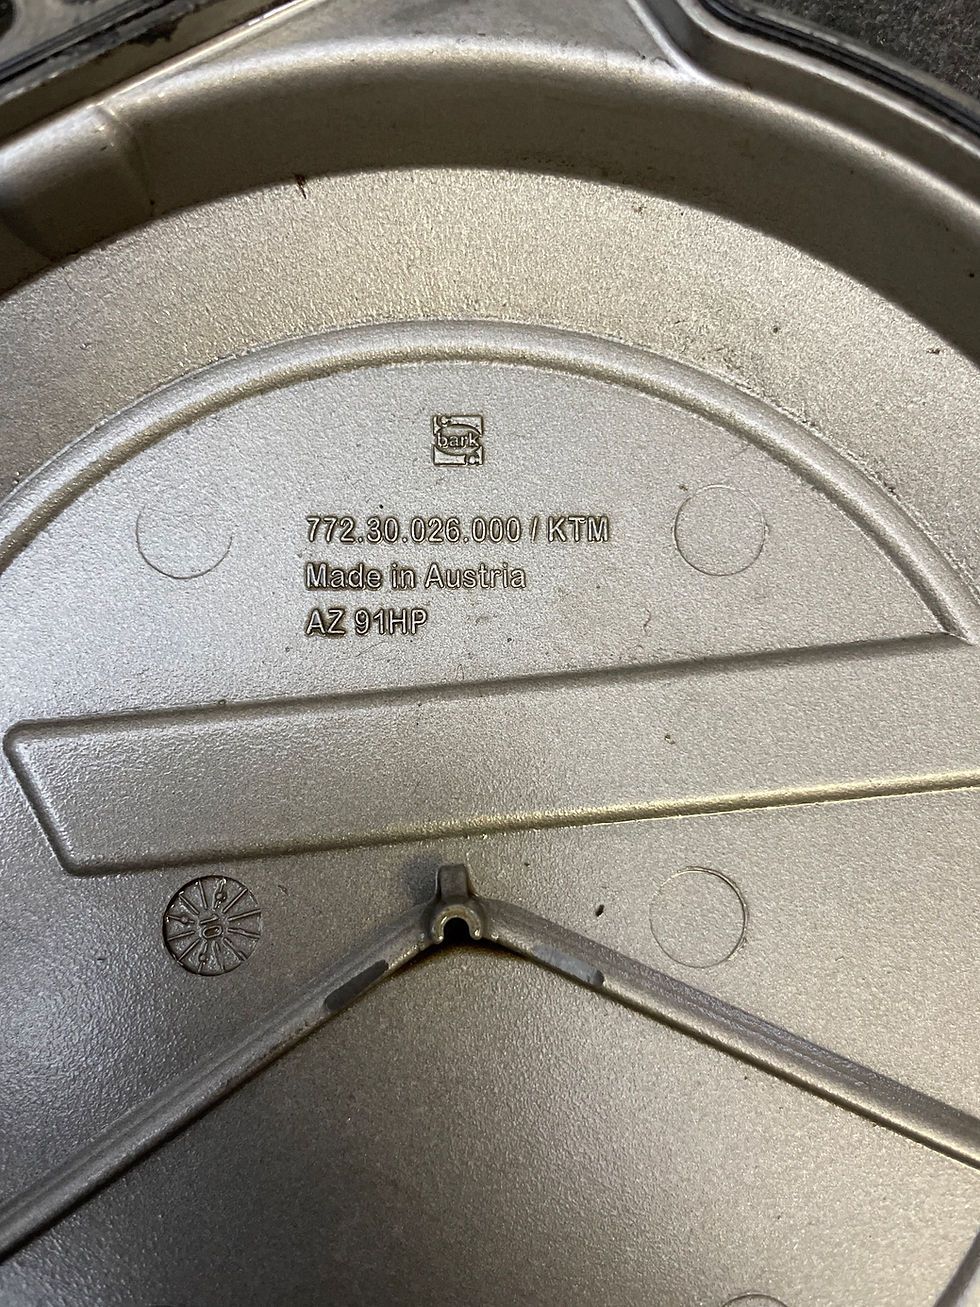 bark
772.30.026.000 / KTM
Made in Austria
AZ 91HP